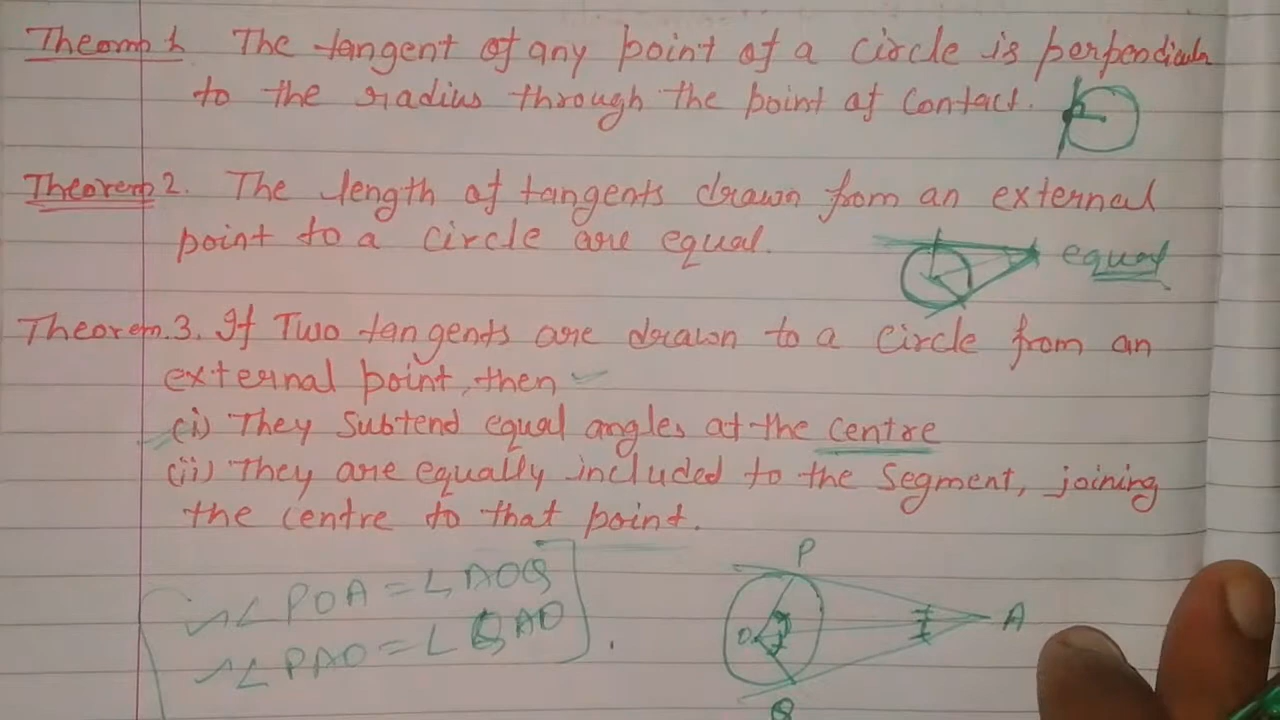 Theorem 1. The tangent of any point of a circle is perpendicular
to the radius through the point of contact.
Theorem 2. The length of tangents drawn from an external
point to a circle are equal.
equal
Theorem.3. If Two tangents are drawn to a circle from an
external point, then
(i) They Subtend equal angles at the centre
(ii) They are equally included to the Segment, joining
the centre to that point.
∠POA = ∠AOQ
∠PAO = ∠QAO
P
O
A
Q